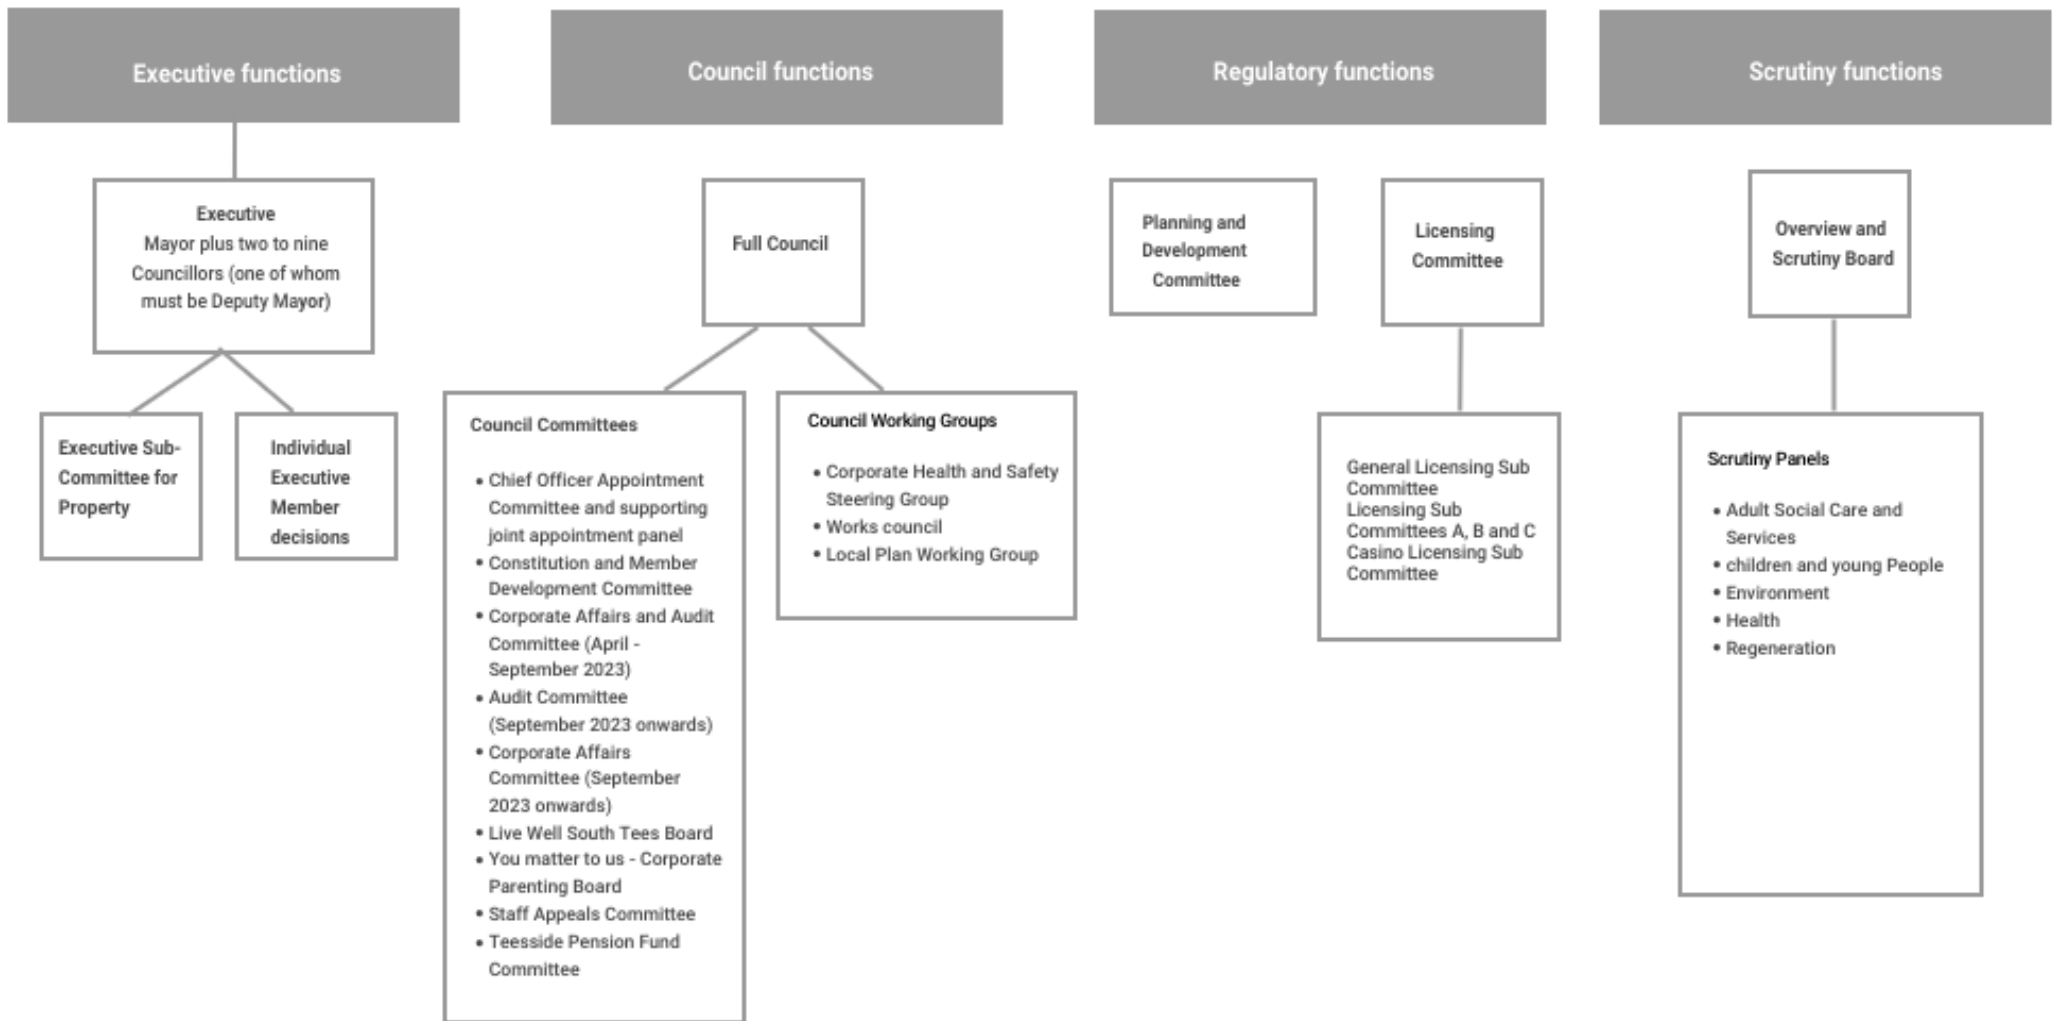 Executive functions
Council functions
Regulatory functions
Scrutiny functions
Executive
Mayor plus two to nine
Councillors (one of whom
must be Deputy Mayor)
Executive Sub-
Committee for
Property
Individual
Executive
Member
decisions
Full Council
Council Committees
• Chief Officer Appointment
Committee and supporting
joint appointment panel
• Constitution and Member
Development Committee
• Corporate Affairs and Audit
Committee (April -
September 2023)
• Audit Committee
(September 2023 onwards)
• Corporate Affairs
Committee (September
2023 onwards)
• Live Well South Tees Board
• You matter to us - Corporate
Parenting Board
• Staff Appeals Committee
• Teesside Pension Fund
Committee
Council Working Groups
• Corporate Health and Safety
Steering Group
• Works council
• Local Plan Working Group
Planning and
Development
Committee
Licensing
Committee
General Licensing Sub
Committee
Licensing Sub
Committees A, B and C
Casino Licensing Sub
Committee
Overview and
Scrutiny Board
Scrutiny Panels
• Adult Social Care and
Services
• children and young People
• Environment
• Health
• Regeneration